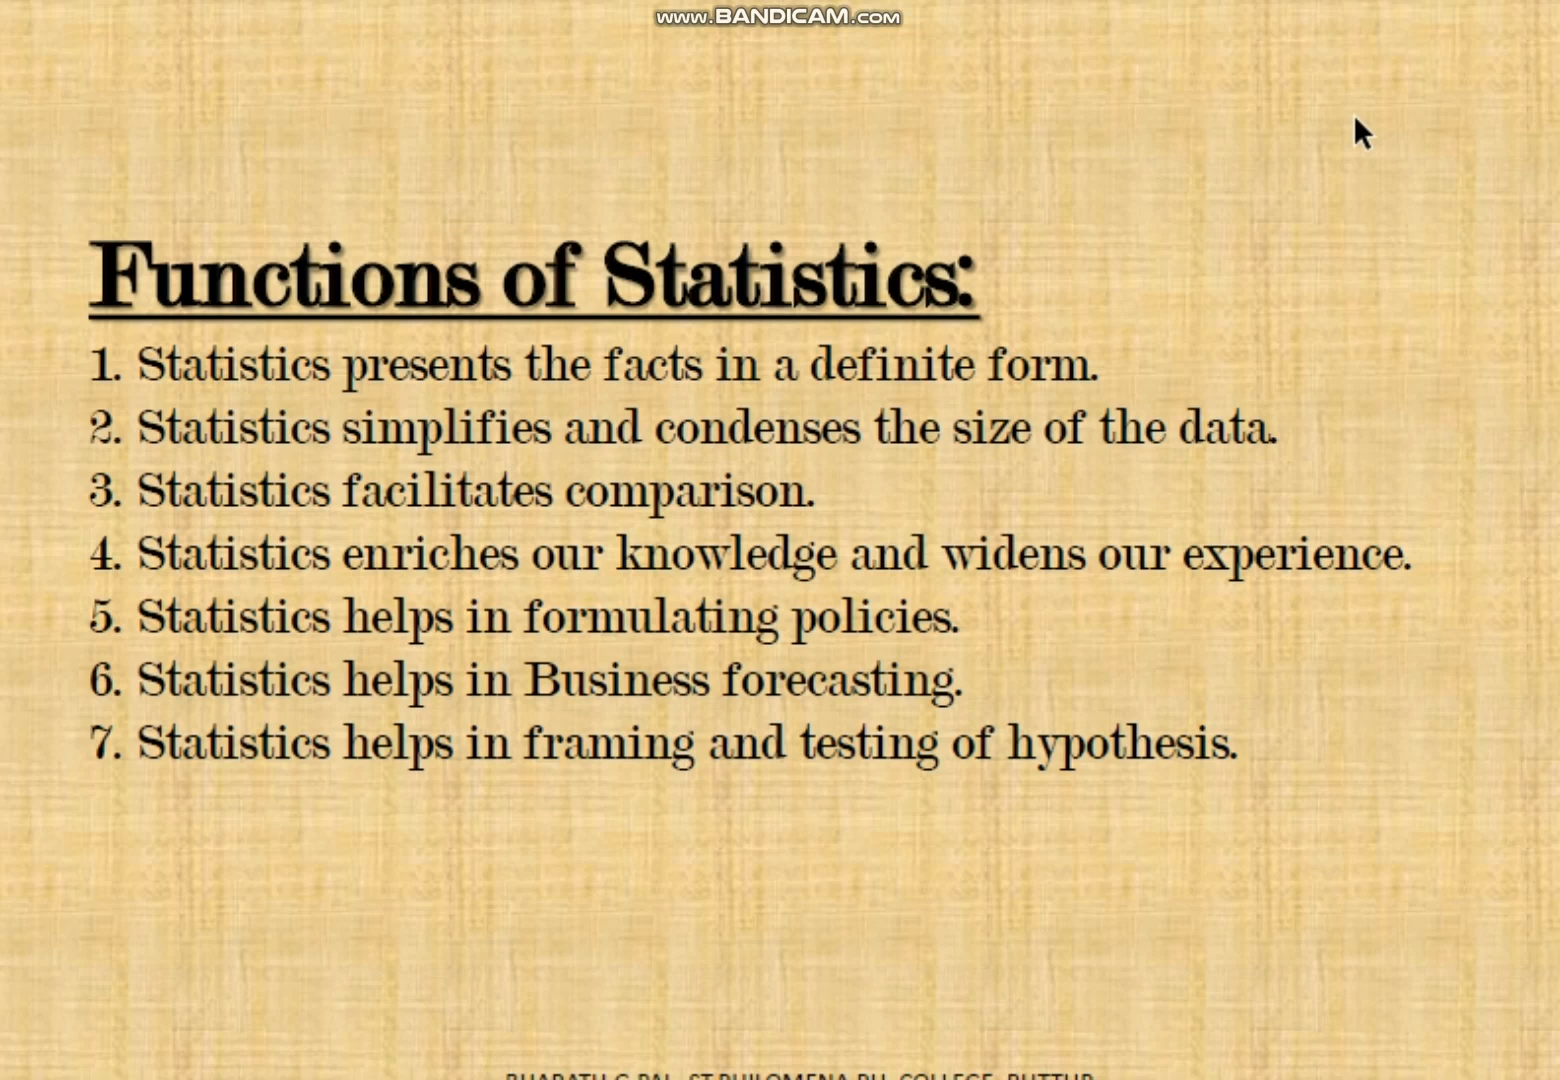 www.BANDICAM.com
Functions of Statistics:
1. Statistics presents the facts in a definite form.
2. Statistics simplifies and condenses the size of the data.
3. Statistics facilitates comparison.
4. Statistics enriches our knowledge and widens our experience.
5. Statistics helps in formulating policies.
6. Statistics helps in Business forecasting.
7. Statistics helps in framing and testing of hypothesis.
COLLEGE